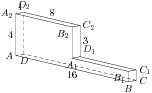 D₂
A₂ 8
C₂
4 B₂ 3
D₁
A D A₁ C₁
16 B₁ C
B